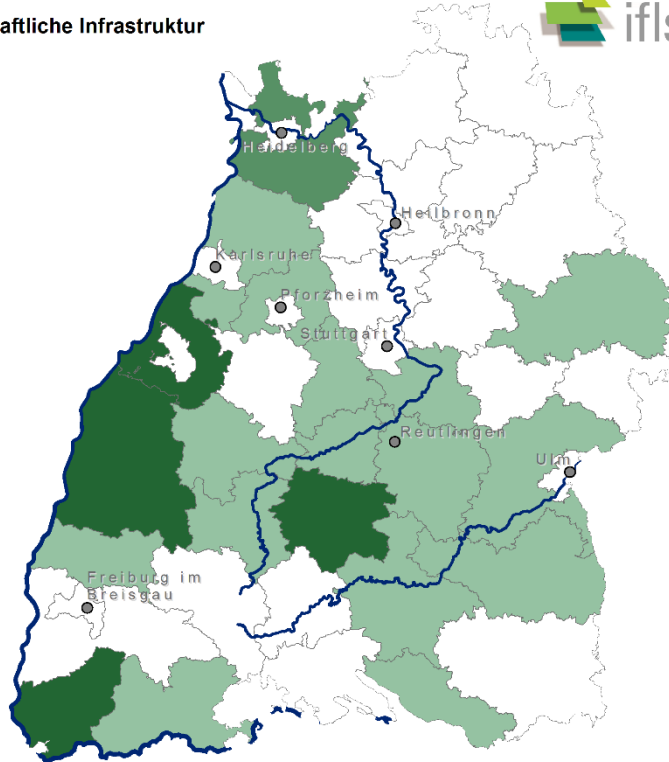 aftliche Infrastruktur
ifls
Heidelberg
Heilbronn
Karlsruhe
Pforzheim
Stuttgart
Reutlingen
Ulm
Freiburg im
Breisgau